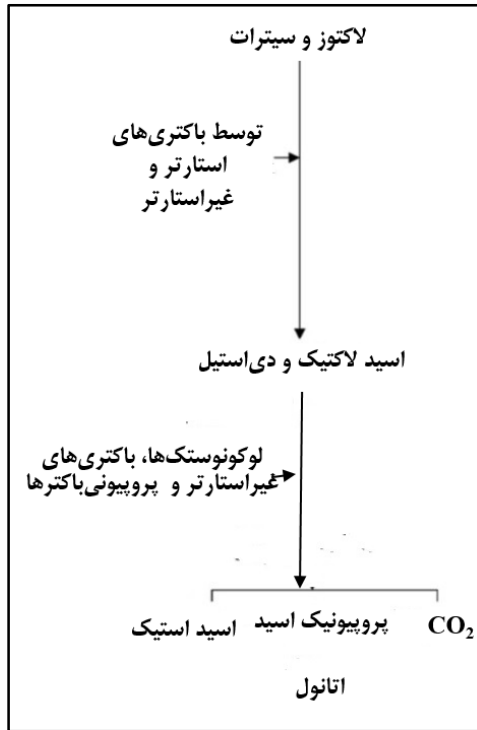 لاکتوز و سیترات
توسط باکتری‌های
استارتر و
غیراستارتر
اسید لاکتیک و دی‌استیل
لوکونوستک‌ها، باکتری‌های
غیراستارتر و پروپیونی‌باکترها
اسید استیک پروپیونیک اسید CO2
اتانول